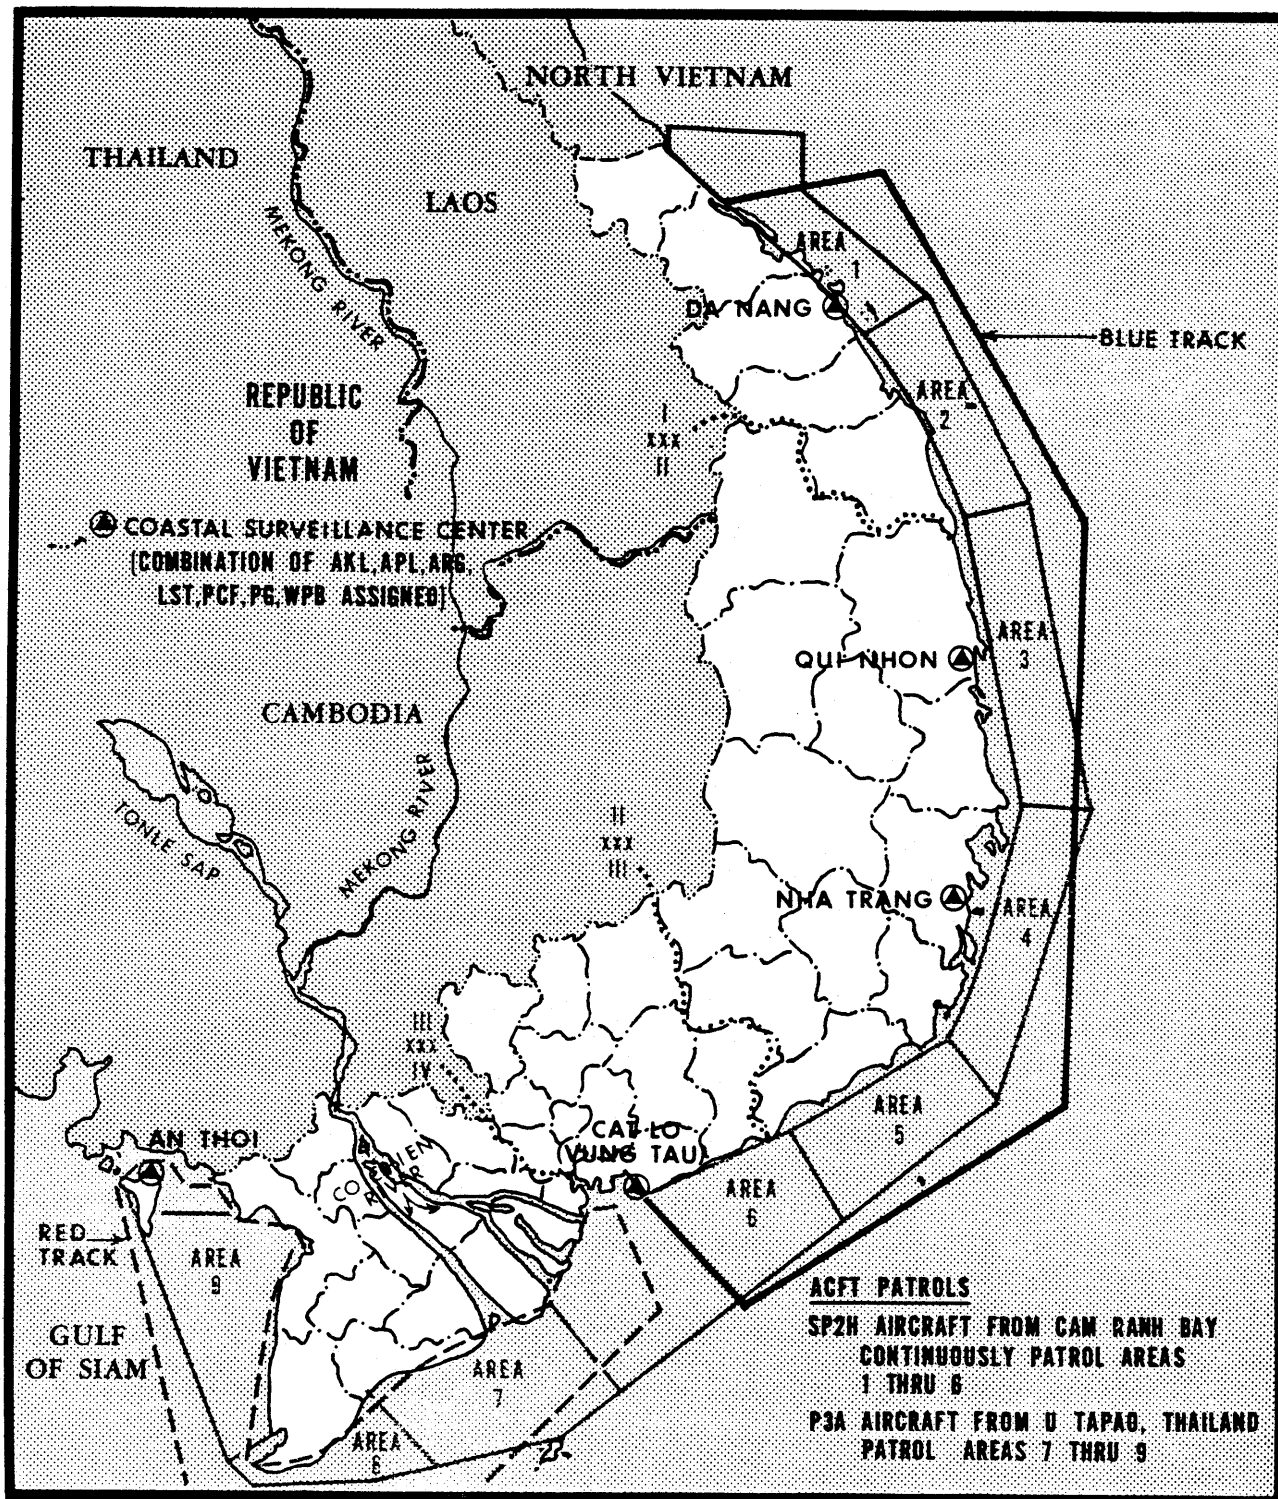 NORTH VIETNAM
THAILAND
LAOS
MEKONG RIVER
AREA
1
DA NANG
BLUE TRACK
REPUBLIC
OF
VIETNAM
AREA
2
I
XXX
II
COASTAL SURVEILLANCE CENTER
[COMBINATION OF AKL,APL,ARG,
LST,PCF,PG,WPB ASSIGNED]
AREA
3
QUI NHON
CAMBODIA
MEKONG RIVER
TONLE SAP
II
XXX
III
NHA TRANG
AREA
4
III
XXX
IV
AREA
5
CAT LO
(VUNG TAU)
AN THOI
CO CHIEN
RIVER
AREA
6
RED
TRACK
AREA
9
GULF
OF SIAM
AREA
7
AREA
8
ACFT PATROLS
SP2H AIRCRAFT FROM CAM RANH BAY
CONTINUOUSLY PATROL AREAS
1 THRU 6
P3A AIRCRAFT FROM U TAPAO, THAILAND
PATROL AREAS 7 THRU 9